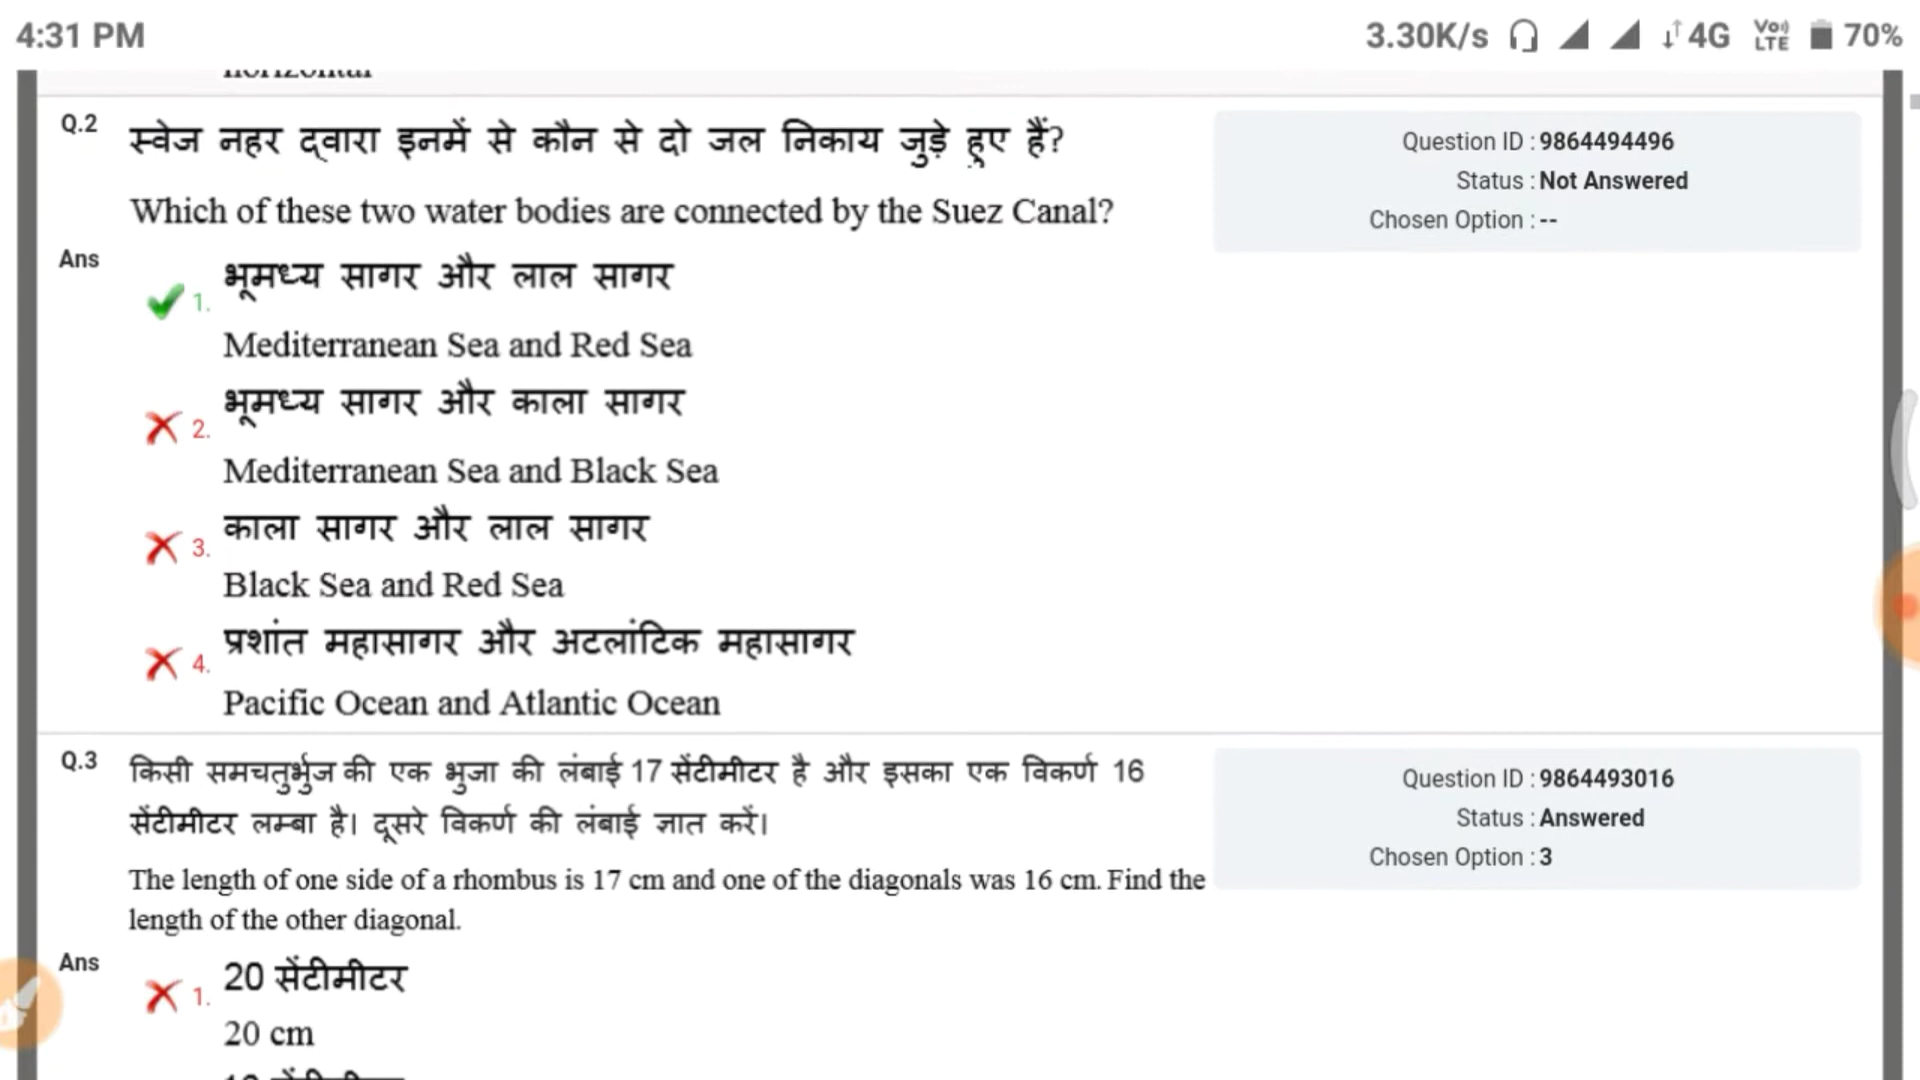 4:31 PM 3.30K/s 4G VoLTE 70%
horizontal
Q.2 स्वेज नहर द्वारा इनमें से कौन से दो जल निकाय जुड़े हुए हैं?
Which of these two water bodies are connected by the Suez Canal?
Question ID : 9864494496
Status : Not Answered
Chosen Option : --
Ans
1. भूमध्य सागर और लाल सागर
Mediterranean Sea and Red Sea
2. भूमध्य सागर और काला सागर
Mediterranean Sea and Black Sea
3. काला सागर और लाल सागर
Black Sea and Red Sea
4. प्रशांत महासागर और अटलांटिक महासागर
Pacific Ocean and Atlantic Ocean
Q.3 किसी समचतुर्भुज की एक भुजा की लंबाई 17 सेंटीमीटर है और इसका एक विकर्ण 16
सेंटीमीटर लम्बा है। दूसरे विकर्ण की लंबाई ज्ञात करें।
The length of one side of a rhombus is 17 cm and one of the diagonals was 16 cm. Find the
length of the other diagonal.
Question ID : 9864493016
Status : Answered
Chosen Option : 3
Ans
1. 20 सेंटीमीटर
20 cm